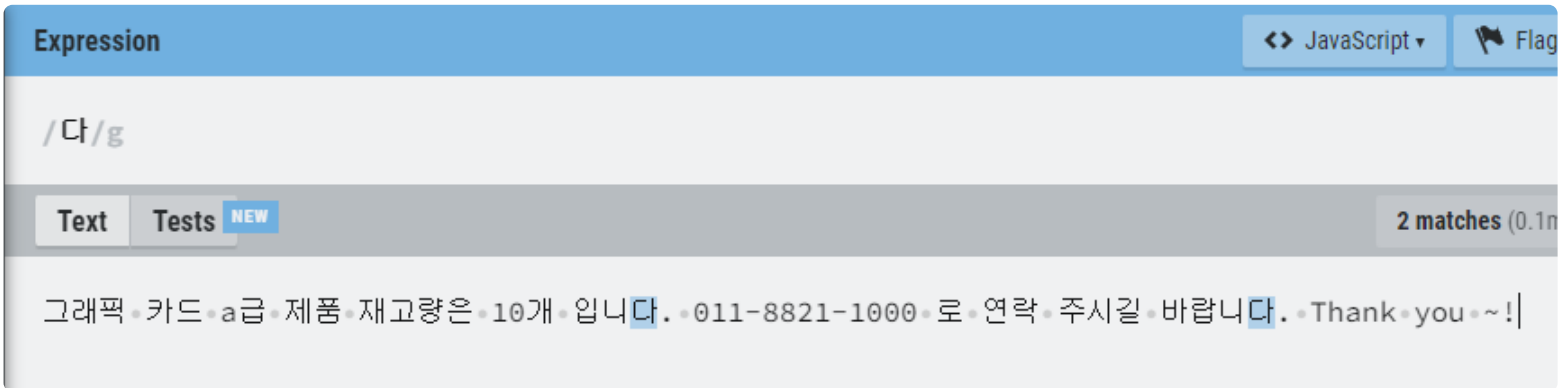 Expression
<> JavaScript ▾
Flag
/다/g
Text
Tests
NEW
2 matches (0.1m
그래픽 카드 a급 제품 재고량은 10개 입니다. 011-8821-1000 로 연락 주시길 바랍니다. Thank you ~!